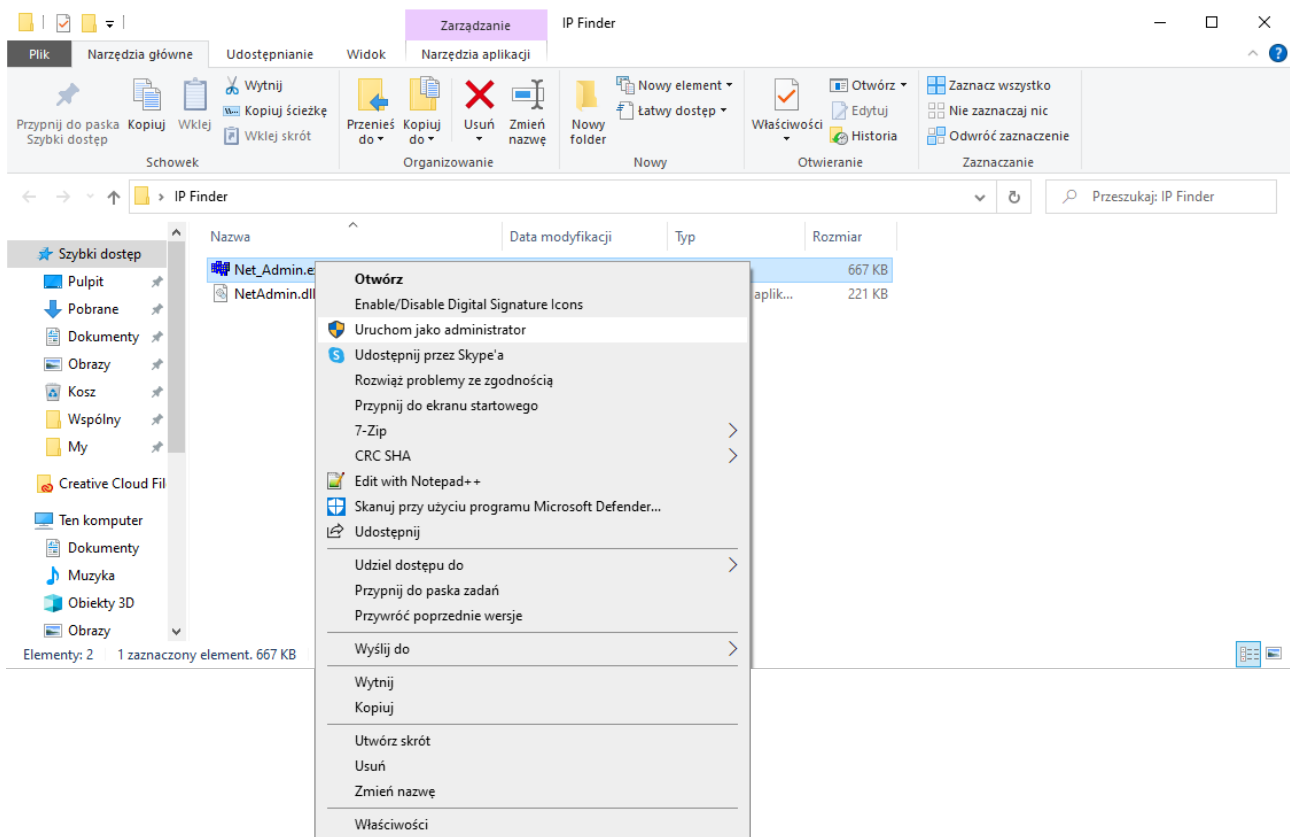 Zarządzanie
IP Finder
Plik
Narzędzia główne
Udostępnianie
Widok
Narzędzia aplikacji
Przypnij do paska
Szybki dostęp
Kopiuj
Wklej
Wytnij
Kopiuj ścieżkę
Wklej skrót
Schowek
Przenieś
do
Kopiuj
do
Usuń
Zmień
nazwę
Organizowanie
Nowy
folder
Nowy element
Łatwy dostęp
Nowy
Właściwości
Otwórz
Edytuj
Historia
Otwieranie
Zaznacz wszystko
Nie zaznaczaj nic
Odwróć zaznaczenie
Zaznaczanie
IP Finder
Przeszukaj: IP Finder
Szybki dostęp
Pulpit
Pobrane
Dokumenty
Obrazy
Kosz
Wspólny
My
Creative Cloud Fil
Ten komputer
Dokumenty
Muzyka
Obiekty 3D
Obrazy
Nazwa
Data modyfikacji
Typ
Rozmiar
Net_Admin.e
667 KB
NetAdmin.dll
aplik...
221 KB
Otwórz
Enable/Disable Digital Signature Icons
Uruchom jako administrator
Udostępnij przez Skype'a
Rozwiąż problemy ze zgodnością
Przypnij do ekranu startowego
7-Zip
CRC SHA
Edit with Notepad++
Skanuj przy użyciu programu Microsoft Defender...
Udostępnij
Udziel dostępu do
Przypnij do paska zadań
Przywróć poprzednie wersje
Wyślij do
Wytnij
Kopiuj
Utwórz skrót
Usuń
Zmień nazwę
Właściwości
Elementy: 2
1 zaznaczony element. 667 KB